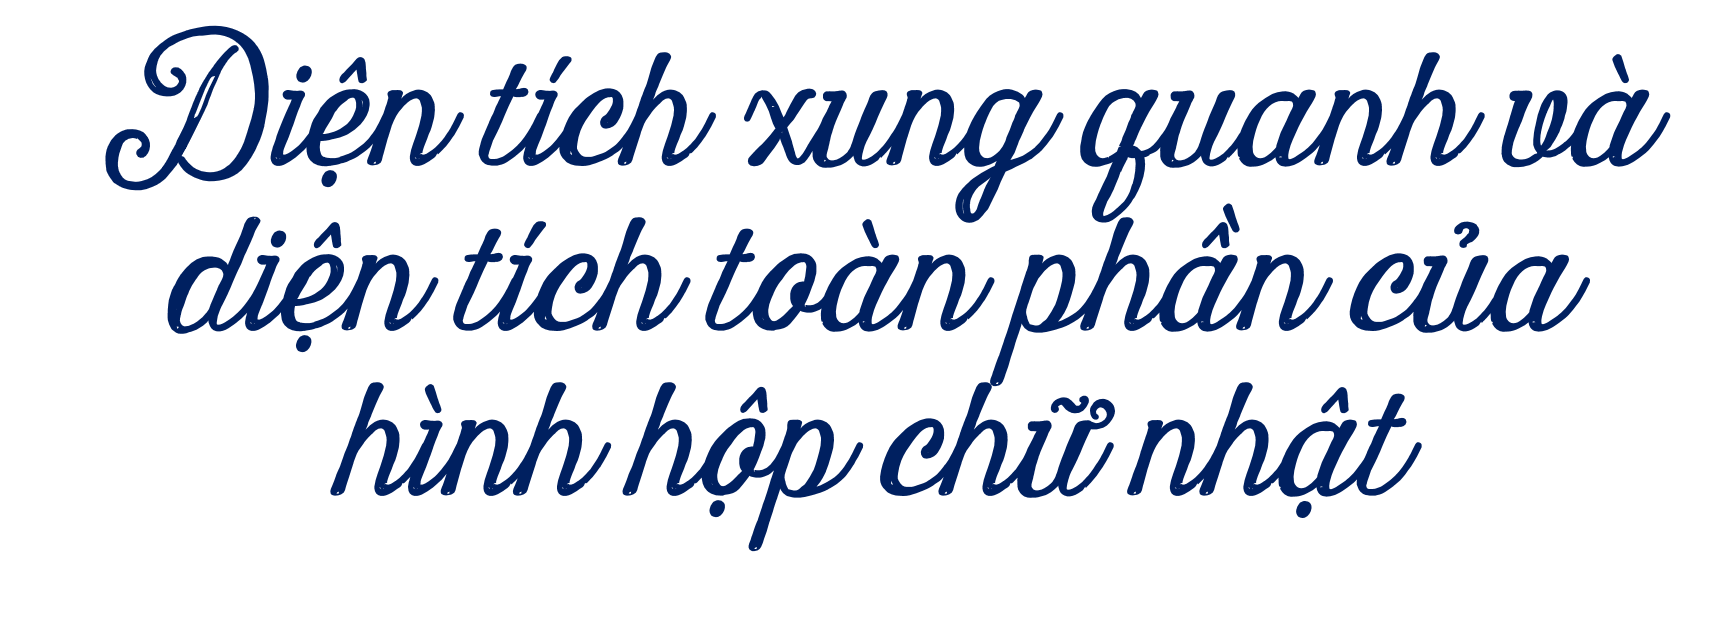 Diện tích xung quanh và
diện tích toàn phần của
hình hộp chữ nhật